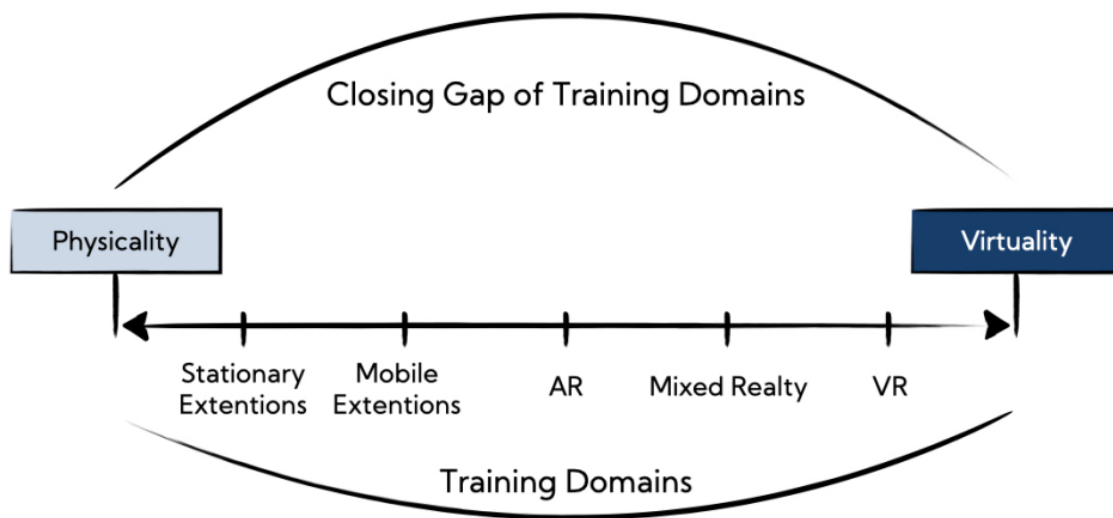 Closing Gap of Training Domains
Physicality
Virtuality
Stationary
Extentions
Mobile
Extentions
AR
Mixed Realty
VR
Training Domains